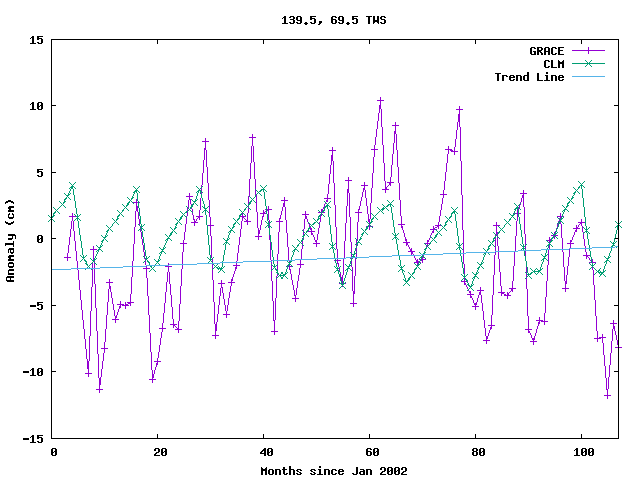 139.5, 69.5 TWS
GRACE
CLM
Trend Line
15
10
5
0
-5
-10
-15
Anomaly (cm)
0 20 40 60 80 100
Months since Jan 2002